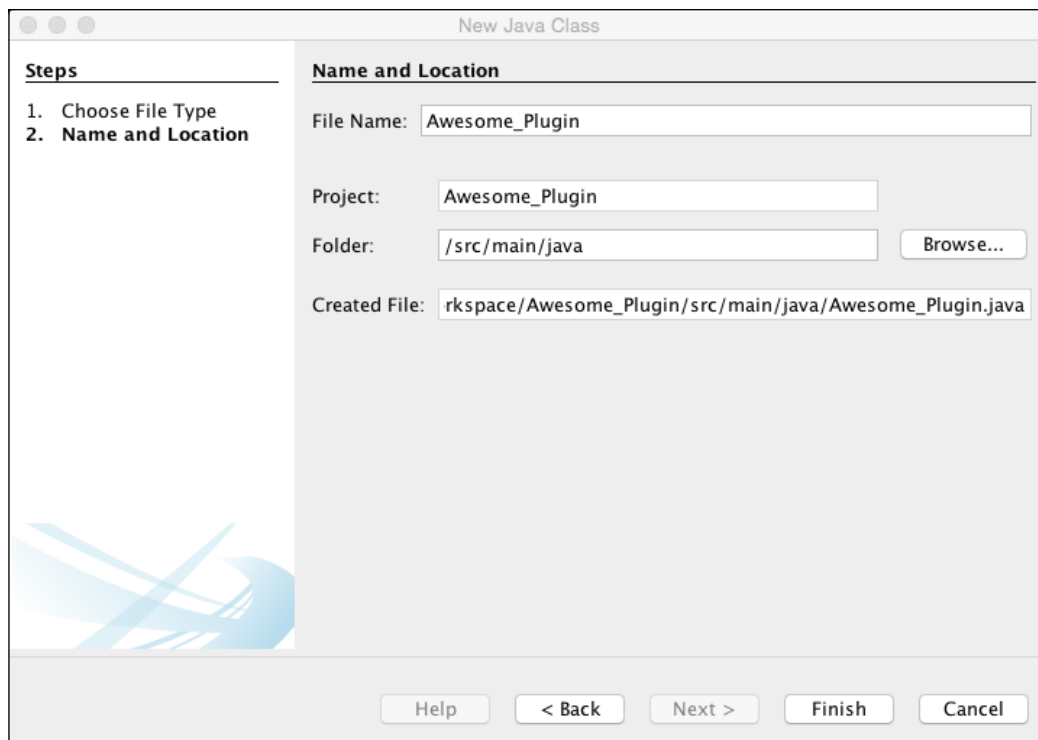 New Java Class
Steps
1. Choose File Type
2. Name and Location
Name and Location
File Name: Awesome_Plugin
Project: Awesome_Plugin
Folder: /src/main/java Browse...
Created File: rkspace/Awesome_Plugin/src/main/java/Awesome_Plugin.java
Help < Back Next > Finish Cancel